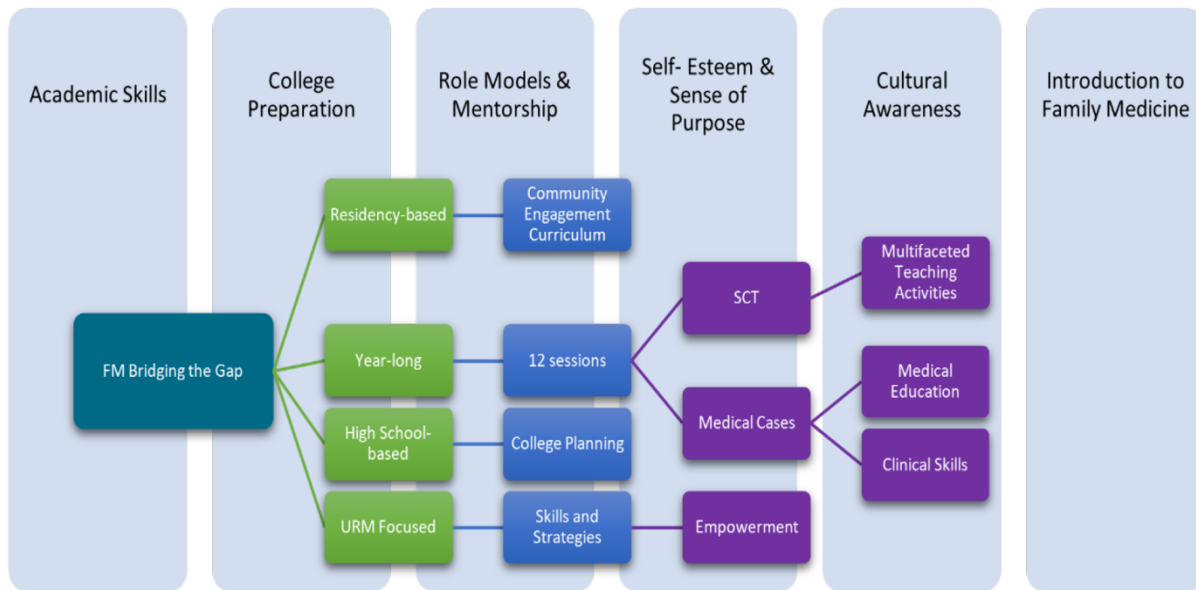 Academic Skills
College
Preparation
Role Models &
Mentorship
Self- Esteem &
Sense of
Purpose
Cultural
Awareness
Introduction to
Family Medicine
FM Bridging the Gap
Residency-based
Community
Engagement
Curriculum
Year-long
12 sessions
SCT
Multifaceted
Teaching
Activities
Medical Cases
Medical
Education
Clinical Skills
High School-
based
College Planning
URM Focused
Skills and
Strategies
Empowerment